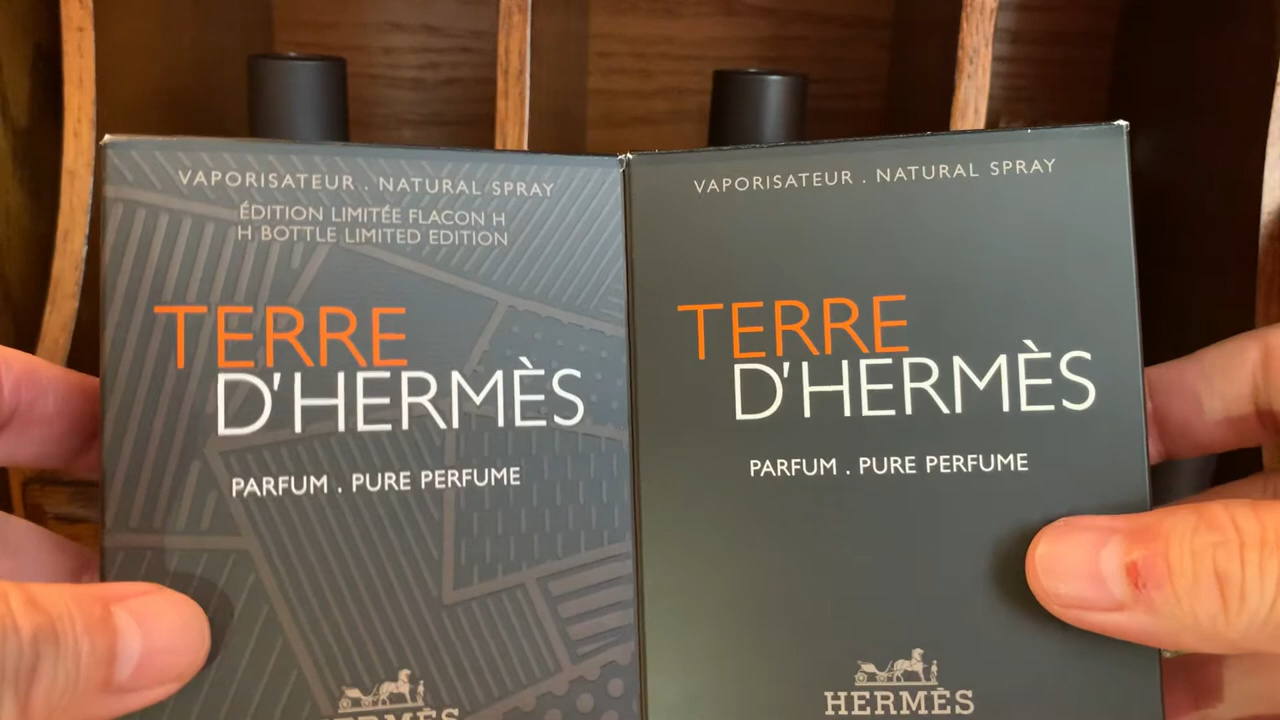 VAPORISATEUR . NATURAL SPRAY
ÉDITION LIMITÉE FLACON H
H BOTTLE LIMITED EDITION
TERRE
D'HERMÈS
PARFUM . PURE PERFUME
HERMÈS
VAPORISATEUR . NATURAL SPRAY
TERRE
D'HERMÈS
PARFUM . PURE PERFUME
HERMÈS